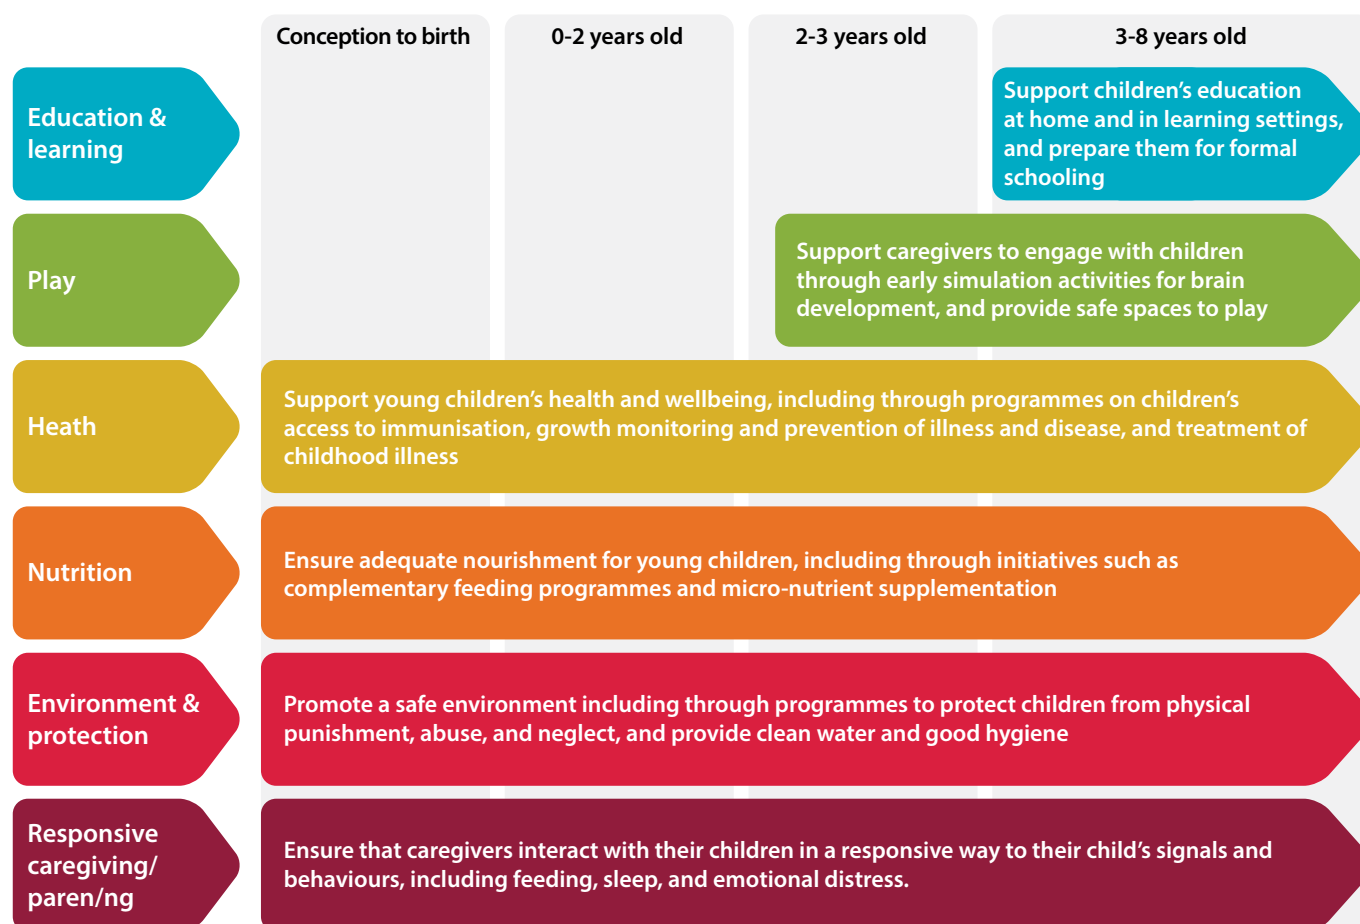 Conception to birth
0-2 years old
2-3 years old
3-8 years old
Education &
learning
Support children’s education
at home and in learning settings,
and prepare them for formal
schooling
Play
Support caregivers to engage with children
through early simulation activities for brain
development, and provide safe spaces to play
Heath
Support young children’s health and wellbeing, including through programmes on children’s
access to immunisation, growth monitoring and prevention of illness and disease, and treatment of
childhood illness
Nutrition
Ensure adequate nourishment for young children, including through initiatives such as
complementary feeding programmes and micro-nutrient supplementation
Environment &
protection
Promote a safe environment including through programmes to protect children from physical
punishment, abuse, and neglect, and provide clean water and good hygiene
Responsive
caregiving/
paren/ng
Ensure that caregivers interact with their children in a responsive way to their child’s signals and
behaviours, including feeding, sleep, and emotional distress.